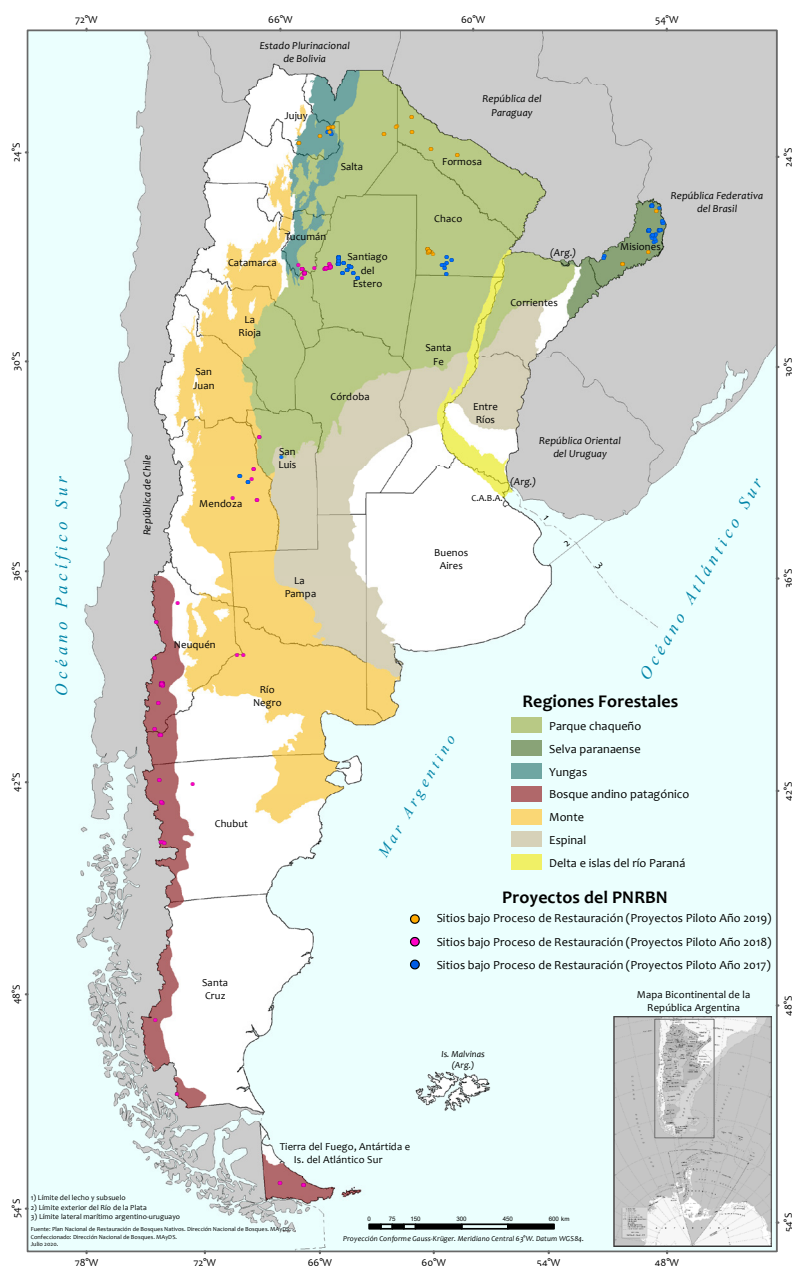 72°W
66°W
60°W
54°W
Estado Plurinacional
de Bolivia
República del
Paraguay
Jujuy
24°S
24°S
Formosa
Salta
República Federativa
del Brasil
Chaco
Tucumán
Misiones
(Arg.)
Santiago
del
Estero
Catamarca
Corrientes
La
Rioja
Santa
Fe
30°S
30°S
San
Juan
Córdoba
Entre
Ríos
República Oriental
del Uruguay
San
Luis
República de Chile
Mendoza
(Arg.)
C.A.B.A.
1
2
3
Océano Pacífico Sur
Océano Atlántico Sur
Buenos
Aires
36°S
36°S
La
Pampa
Neuquén
Río
Negro
Regiones Forestales
Parque chaqueño
Selva paranaense
Yungas
Bosque andino patagónico
Monte
Espinal
Delta e islas del río Paraná
Mar Argentino
42°S
42°S
Chubut
Proyectos del PNRBN
Sitios bajo Proceso de Restauración (Proyectos Piloto Año 2019)
Sitios bajo Proceso de Restauración (Proyectos Piloto Año 2018)
Sitios bajo Proceso de Restauración (Proyectos Piloto Año 2017)
Santa
Cruz
48°S
48°S
Mapa Bicontinental de la
República Argentina
Is. Malvinas
(Arg.)
Tierra del Fuego, Antártida e
Is. del Atlántico Sur
54°S
54°S
1) Límite del lecho y subsuelo
2) Límite exterior del Río de la Plata
3) Límite lateral marítimo argentino-uruguayo
Fuente: Plan Nacional de Restauración de Bosques Nativos. Dirección Nacional de Bosques. MAyDS.
Confeccionado: Dirección Nacional de Bosques. MAyDS.
Julio 2020.
0 75 150 300 450 600 km
Proyección Conforme Gauss-Krüger. Meridiano Central 63°W. Datum WGS84.
78°W
72°W
66°W
60°W
54°W
48°W